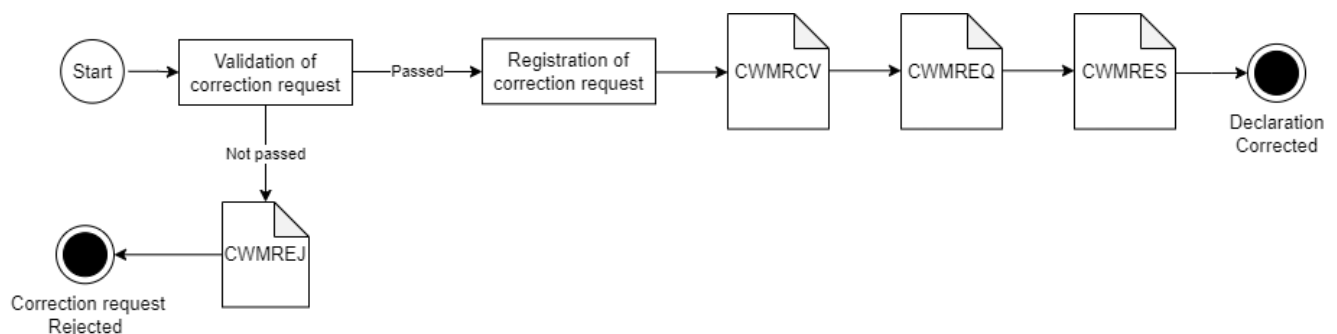 Start
Validation of
correction request
Passed
Registration of
correction request
CWMRCV
CWMREQ
CWMRES
Declaration
Corrected
Not passed
CWMREJ
Correction request
Rejected